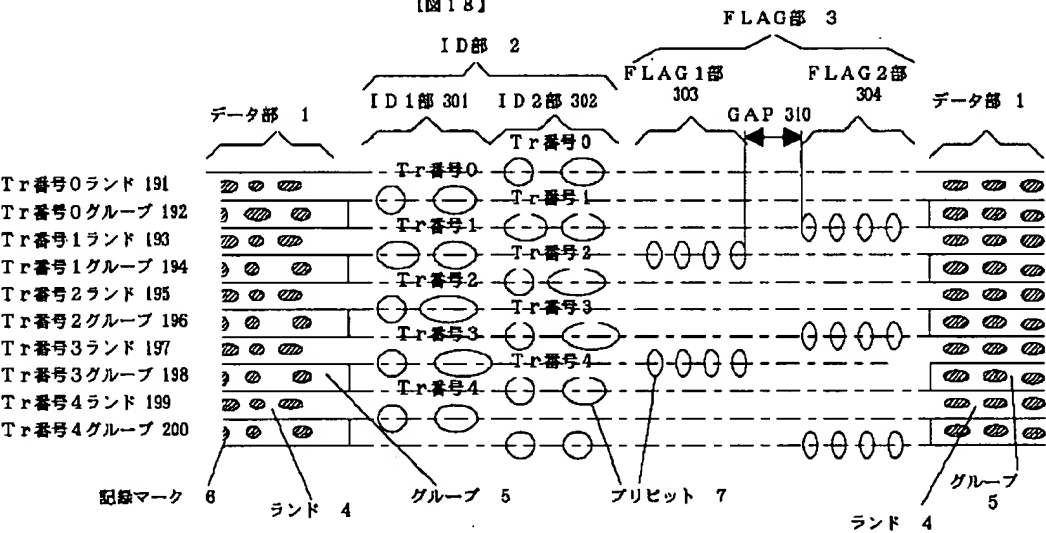 【図18】
FLAG部 3
ID部 2
FLAG1部 303
FLAG2部 304
データ部 1
ID1部 301
ID2部 302
GAP 310
データ部 1
Tr番号0
Tr番号0
Tr番号1
Tr番号1
Tr番号2
Tr番号2
Tr番号3
Tr番号3
Tr番号4
Tr番号4
Tr番号0ランド 191
Tr番号0グルーブ 192
Tr番号1ランド 193
Tr番号1グルーブ 194
Tr番号2ランド 195
Tr番号2グルーブ 196
Tr番号3ランド 197
Tr番号3グルーブ 198
Tr番号4ランド 199
Tr番号4グルーブ 200
記録マーク 6
ランド 4
グルーブ 5
プリピット 7
ランド 4
グルーブ 5